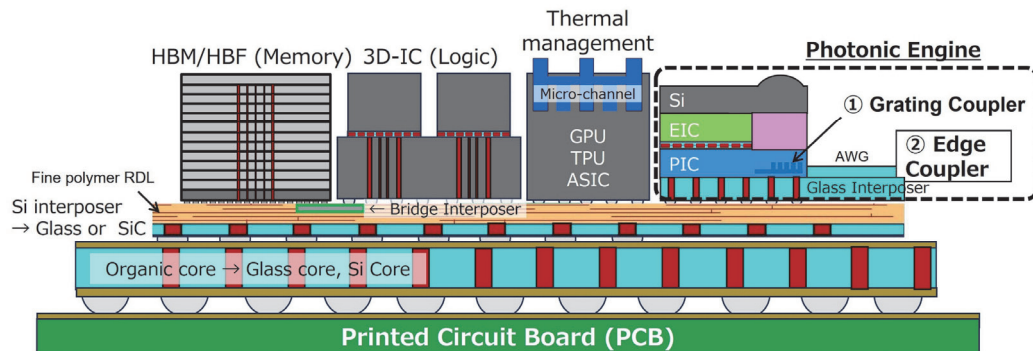 Thermal
management
HBM/HBF (Memory)
3D-IC (Logic)
Photonic Engine
Micro-channel
Si
① Grating Coupler
GPU
TPU
ASIC
EIC
② Edge
Coupler
PIC
AWG
Fine polymer RDL
Glass Interposer
Si interposer
→ Glass or SiC
← Bridge Interposer
Organic core → Glass core, Si Core
Printed Circuit Board (PCB)